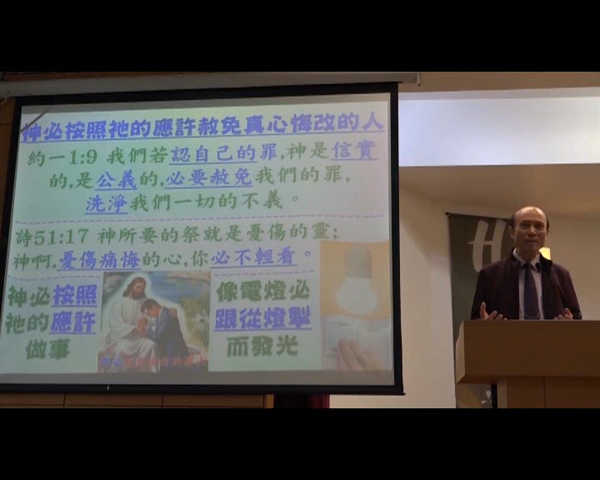 神必按照祂的應許赦免真心悔改的人
約一1:9 我們若認自己的罪,神是信實
的,是公義的,必要赦免我們的罪,
洗淨我們一切的不義。
詩51:17 神所要的祭就是憂傷的靈:
神啊,憂傷痛悔的心,你必不輕看。
神必按照
祂的應許
做事
像電燈必
跟從燈掣
而發光
H